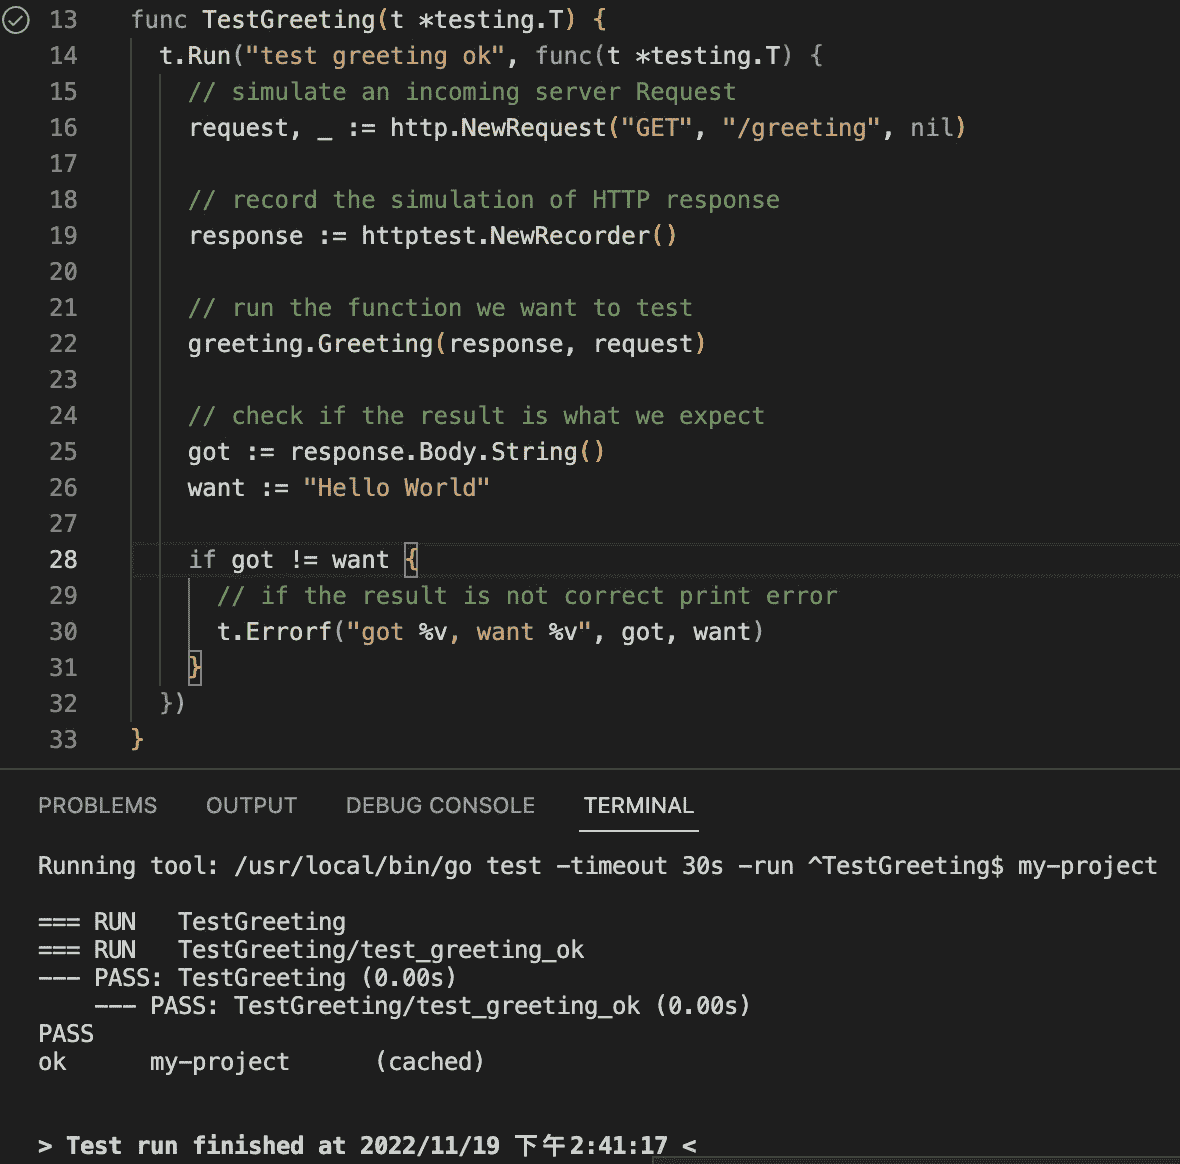 13 func TestGreeting(t *testing.T) {
14 t.Run("test greeting ok", func(t *testing.T) {
15 // simulate an incoming server Request
16 request, _ := http.NewRequest("GET", "/greeting", nil)
17
18 // record the simulation of HTTP response
19 response := httptest.NewRecorder()
20
21 // run the function we want to test
22 greeting.Greeting(response, request)
23
24 // check if the result is what we expect
25 got := response.Body.String()
26 want := "Hello World"
27
28 if got != want {
29 // if the result is not correct print error
30 t.Errorf("got %v, want %v", got, want)
31 }
32 })
33 }
PROBLEMS OUTPUT DEBUG CONSOLE TERMINAL
Running tool: /usr/local/bin/go test -timeout 30s -run ^TestGreeting$ my-project
=== RUN TestGreeting
=== RUN TestGreeting/test_greeting_ok
--- PASS: TestGreeting (0.00s)
--- PASS: TestGreeting/test_greeting_ok (0.00s)
PASS
ok my-project (cached)
> Test run finished at 2022/11/19 下午2:41:17 <